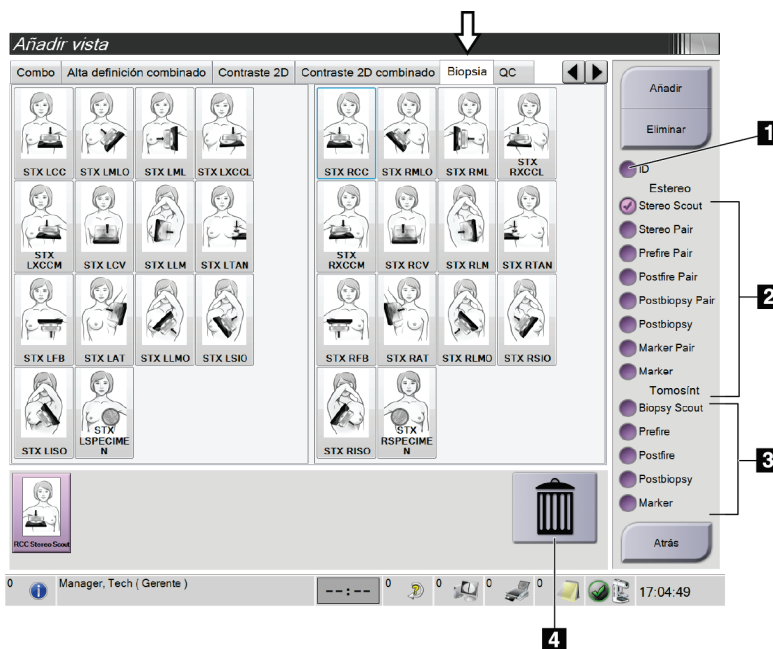 Añadir vista
Combo
Alta definición combinado
Contraste 2D
Contraste 2D combinado
Biopsia
QC
STX LCC
STX LMLO
STX LML
STX LXCCL
STX RCC
STX RMLO
STX RML
STX
RXCCL
STX
LXCCM
STX LCV
STX LLM
STX LTAN
STX
RXCCM
STX RCV
STX RLM
STX RTAN
STX LFB
STX LAT
STX LLMO
STX LSIO
STX RFB
STX RAT
STX RLMO
STX RSIO
STX LISO
STX
LSPECIME
N
STX RISO
STX
RSPECIME
N
RCC Stereo Scout
Añadir
Eliminar
1
ID
Estereo
Stereo Scout
Stereo Pair
Prefire Pair
Postfire Pair
Postbiopsy Pair
2
Postbiopsy
Marker Pair
Marker
Tomosínt
Biopsy Scout
Prefire
Postfire
3
Postbiopsy
Marker
Atrás
0
Manager, Tech ( Gerente )
--:--
0
0
0
0
17:04:49
4